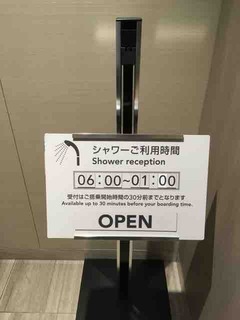 シャワーご利用時間
Shower reception
06:00~01:00
受付はご搭乗開始時間の30分前までとなります
Available up to 30 minutes before your boarding time.
OPEN